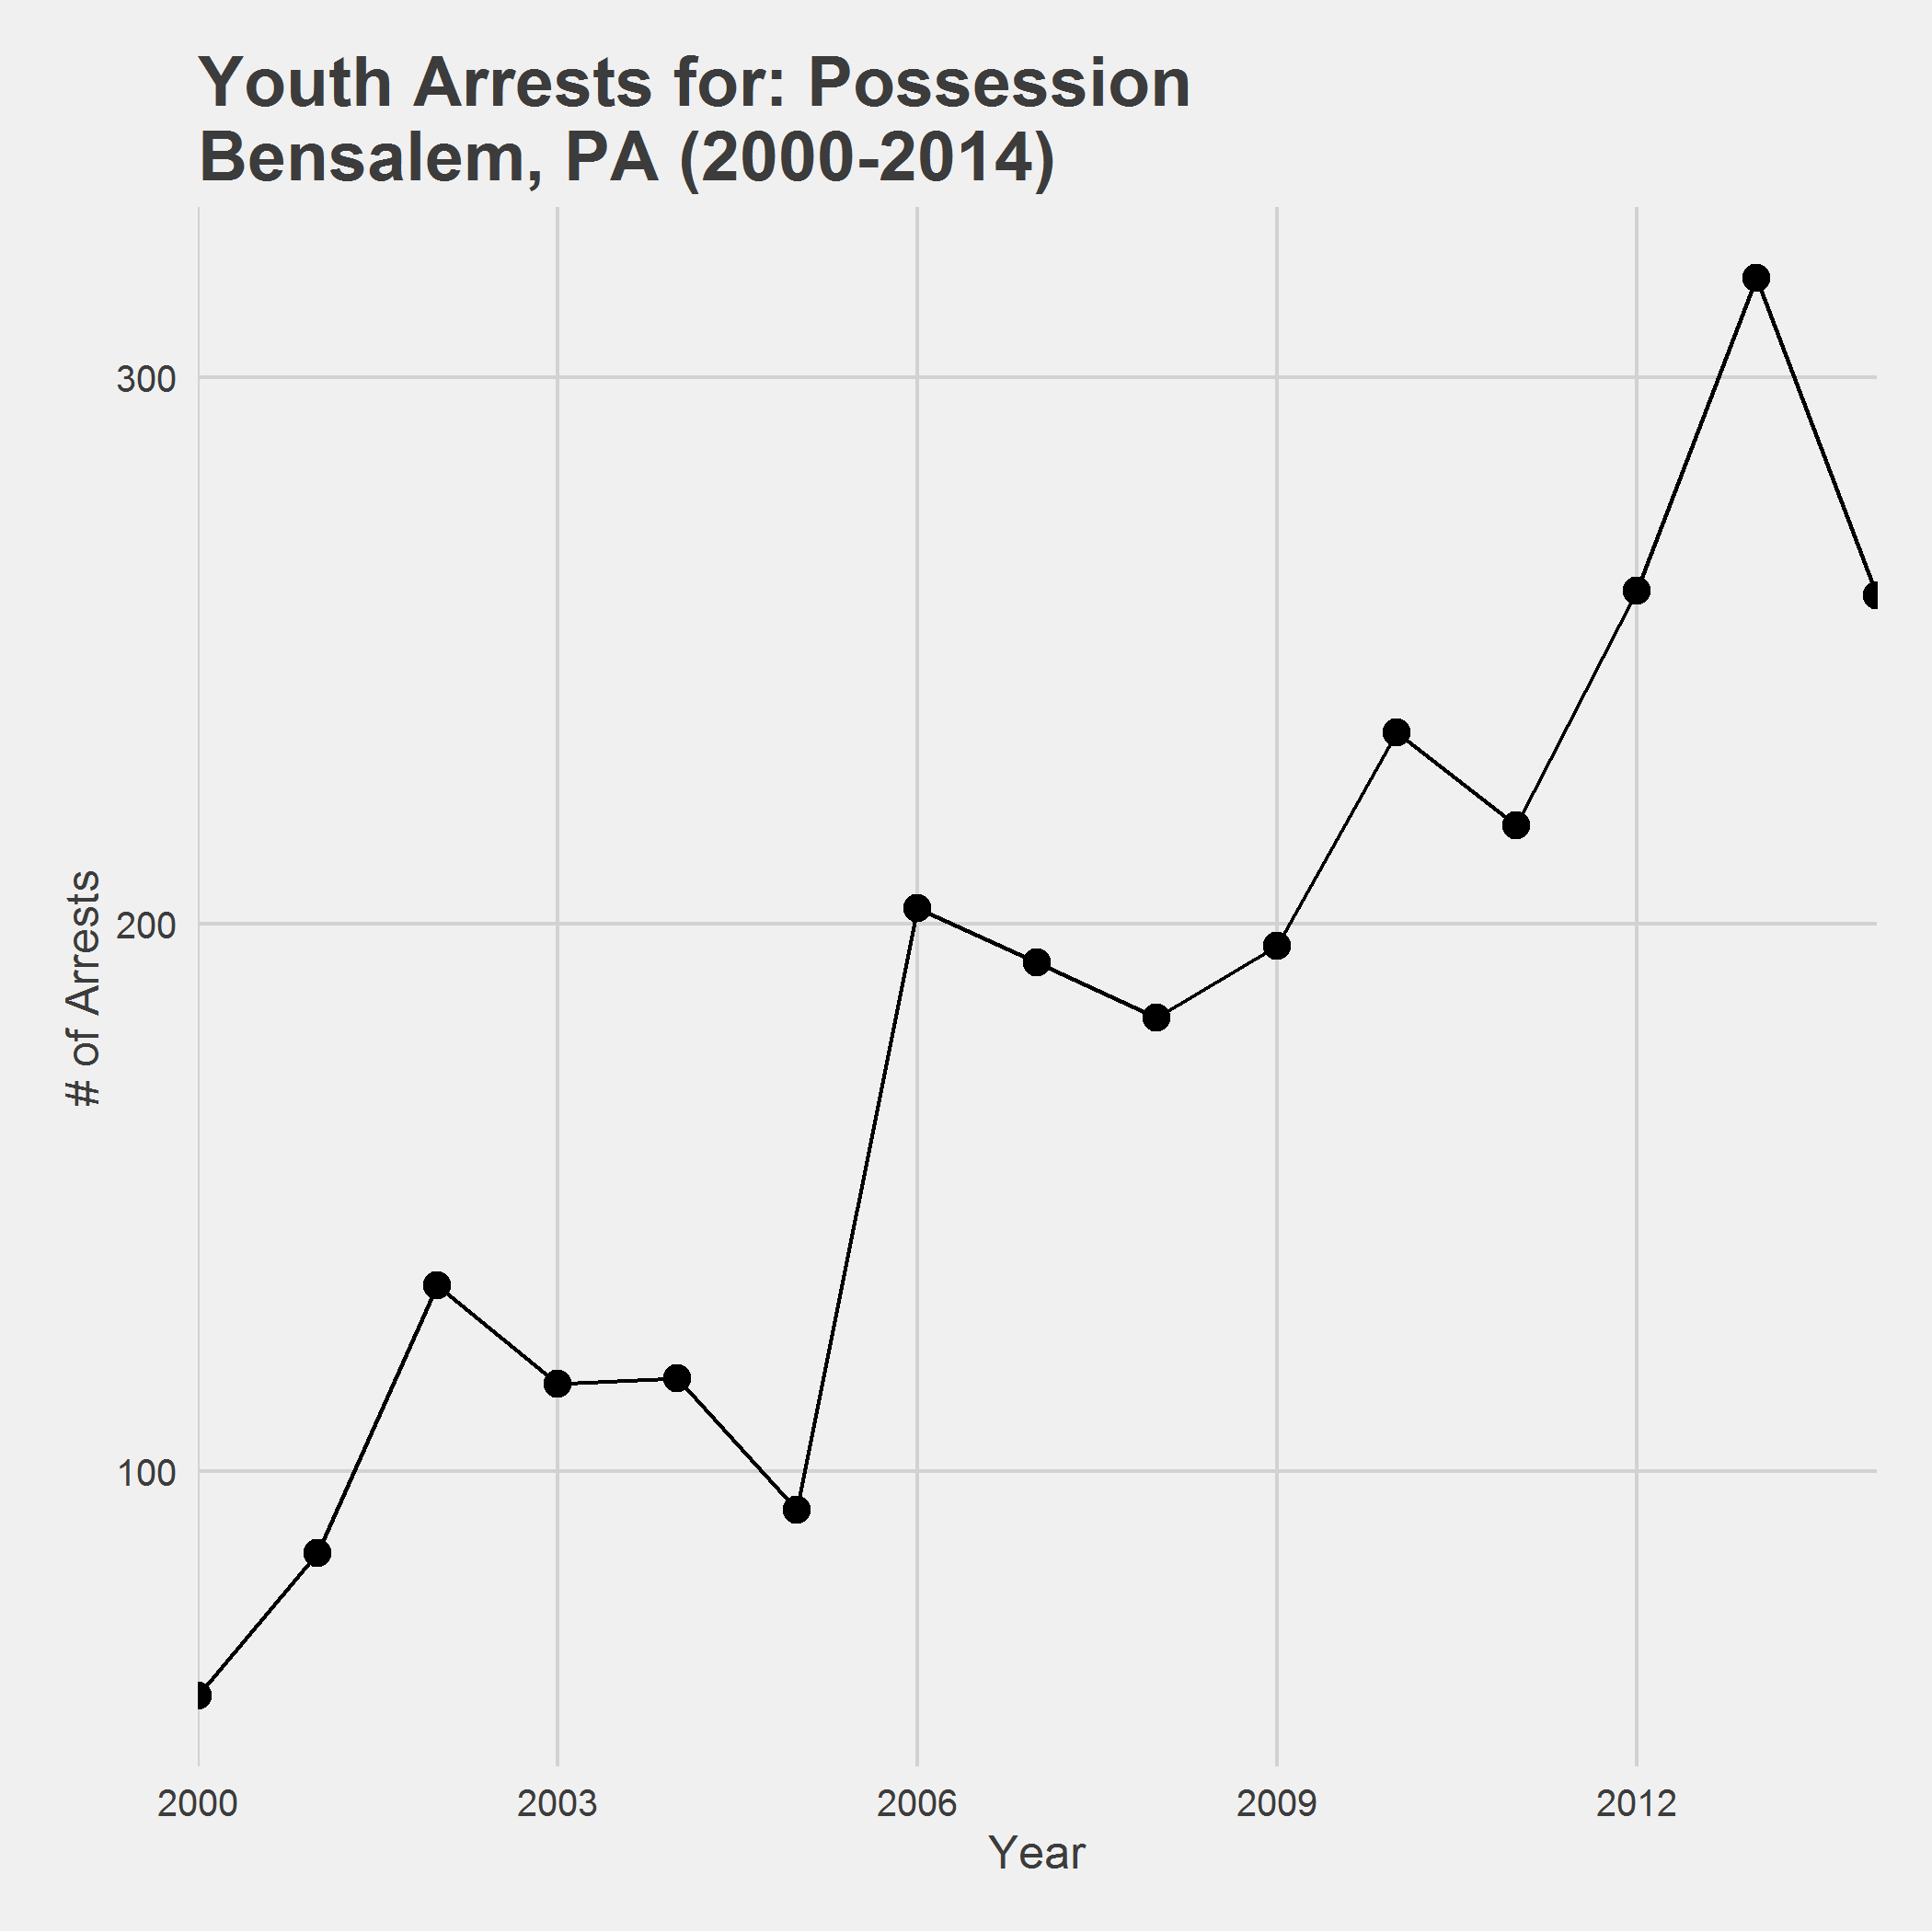 Youth Arrests for: Possession
Bensalem, PA (2000-2014)
300
200
100
# of Arrests
2000 2003 2006 2009 2012
Year